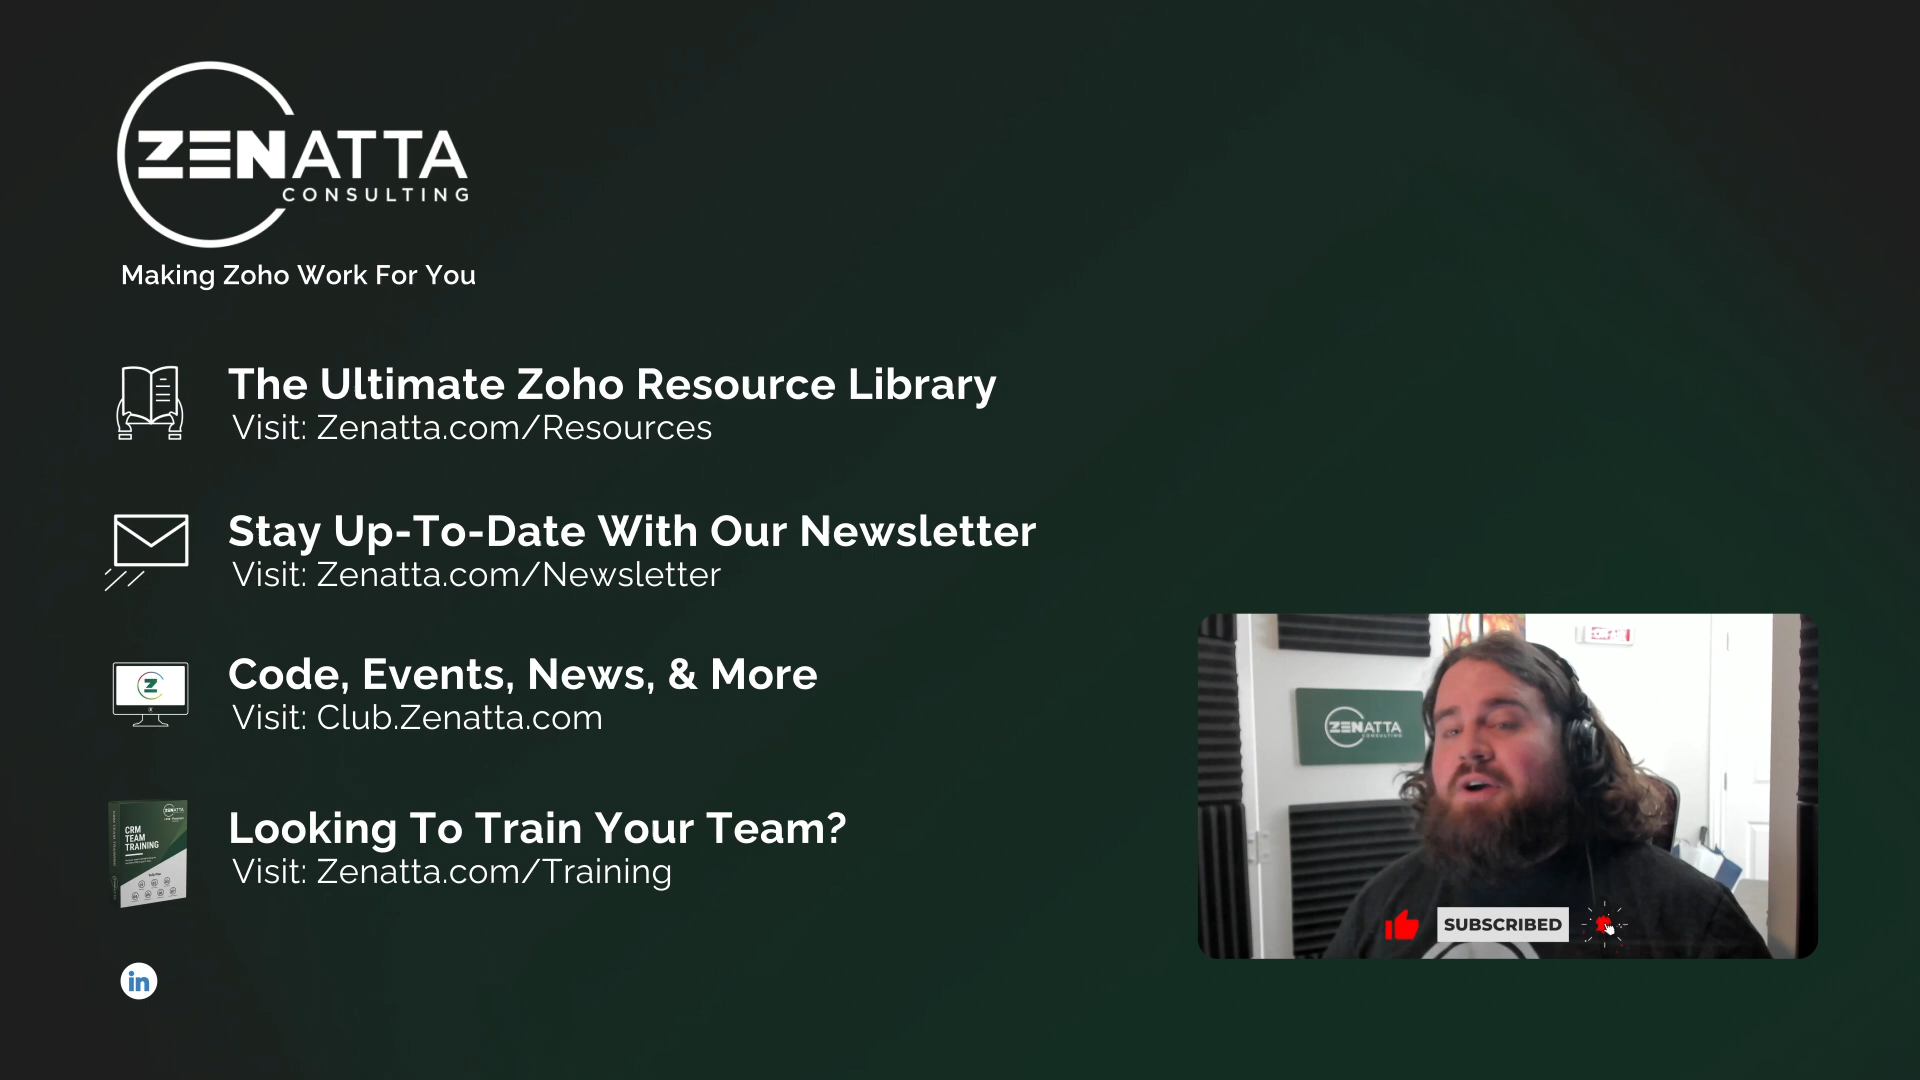 ZENATTA
CONSULTING
Making Zoho Work For You
The Ultimate Zoho Resource Library
Visit: Zenatta.com/Resources
Stay Up-To-Date With Our Newsletter
Visit: Zenatta.com/Newsletter
Code, Events, News, & More
Visit: Club.Zenatta.com
CRM
TEAM
TRAINING
Looking To Train Your Team?
Visit: Zenatta.com/Training
in
ZENATTA
CONSULTING
SUBSCRIBED